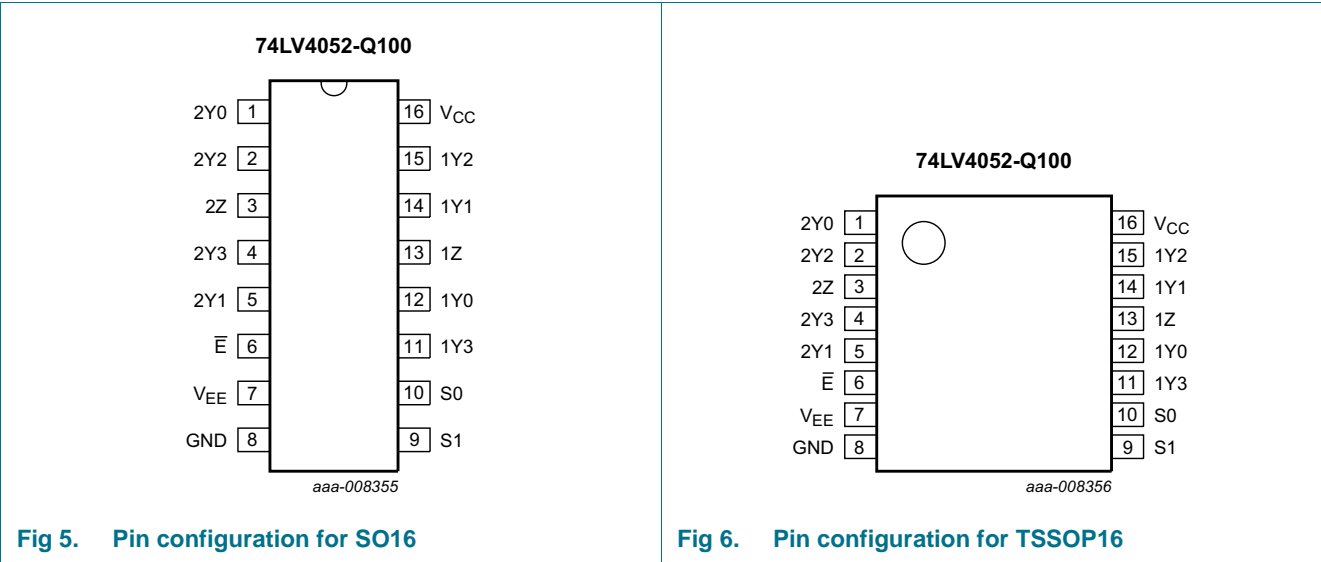 74LV4052-Q100
2Y0 1 16 VCC
2Y2 2 15 1Y2
2Z 3 14 1Y1
2Y3 4 13 1Z
2Y1 5 12 1Y0
E̅ 6 11 1Y3
VEE 7 10 S0
GND 8 9 S1
aaa-008355
Fig 5. Pin configuration for SO16
74LV4052-Q100
2Y0 1 16 VCC
2Y2 2 15 1Y2
2Z 3 14 1Y1
2Y3 4 13 1Z
2Y1 5 12 1Y0
E̅ 6 11 1Y3
VEE 7 10 S0
GND 8 9 S1
aaa-008356
Fig 6. Pin configuration for TSSOP16